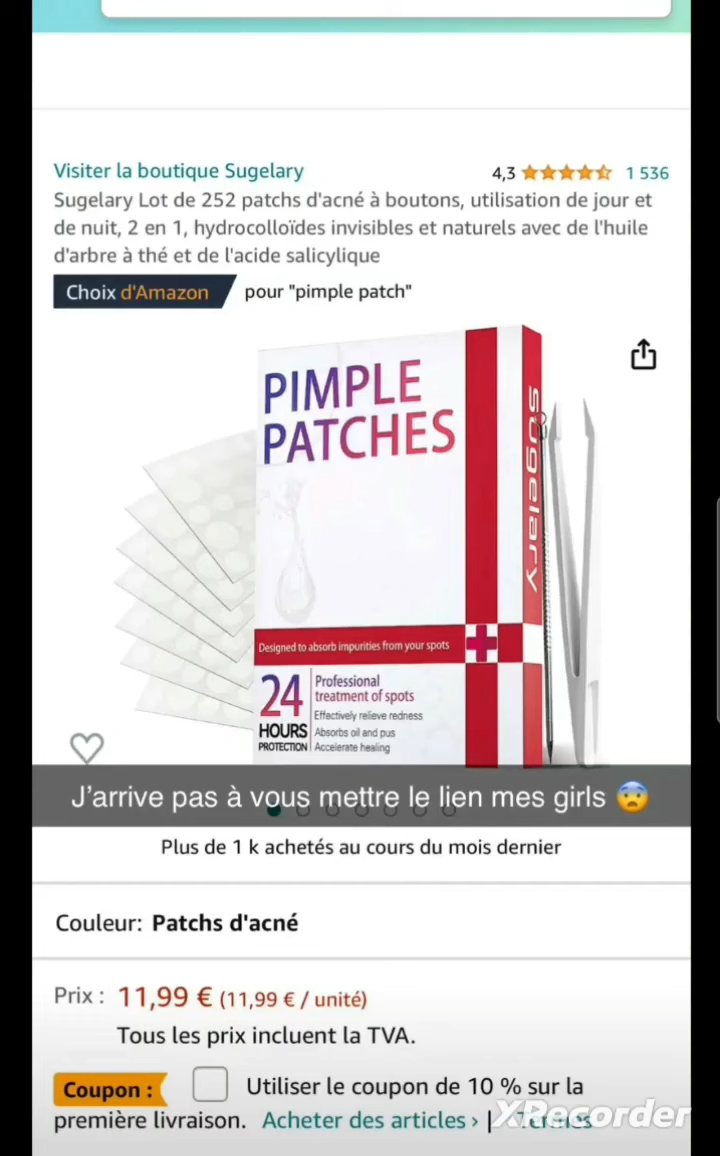 Visiter la boutique Sugelary
4,3
1 536
Sugelary Lot de 252 patchs d'acné à boutons, utilisation de jour et
de nuit, 2 en 1, hydrocolloïdes invisibles et naturels avec de l'huile
d'arbre à thé et de l'acide salicylique
Choix d'Amazon pour "pimple patch"
PIMPLE
PATCHES
sugelary
Designed to absorb impurities from your spots
24
HOURS
PROTECTION
Professional
treatment of spots
Effectively relieve redness
Absorbs oil and pus
Accelerate healing
J'arrive pas à vous mettre le lien mes girls 😨
Plus de 1 k achetés au cours du mois dernier
Couleur: Patchs d'acné
Prix : 11,99 € (11,99 € / unité)
Tous les prix incluent la TVA.
Coupon : Utiliser le coupon de 10 % sur la
première livraison. Acheter des articles › | Termes
XRecorder